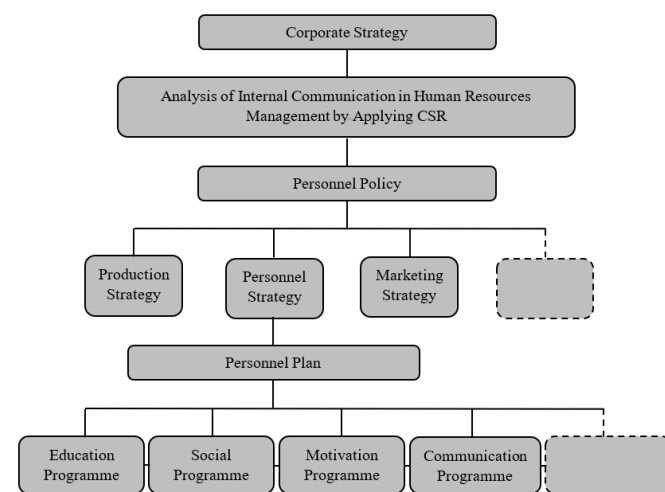 Corporate Strategy
Analysis of Internal Communication in Human Resources
Management by Applying CSR
Personnel Policy
Production
Strategy
Personnel
Strategy
Marketing
Strategy
Personnel Plan
Education
Programme
Social
Programme
Motivation
Programme
Communication
Programme